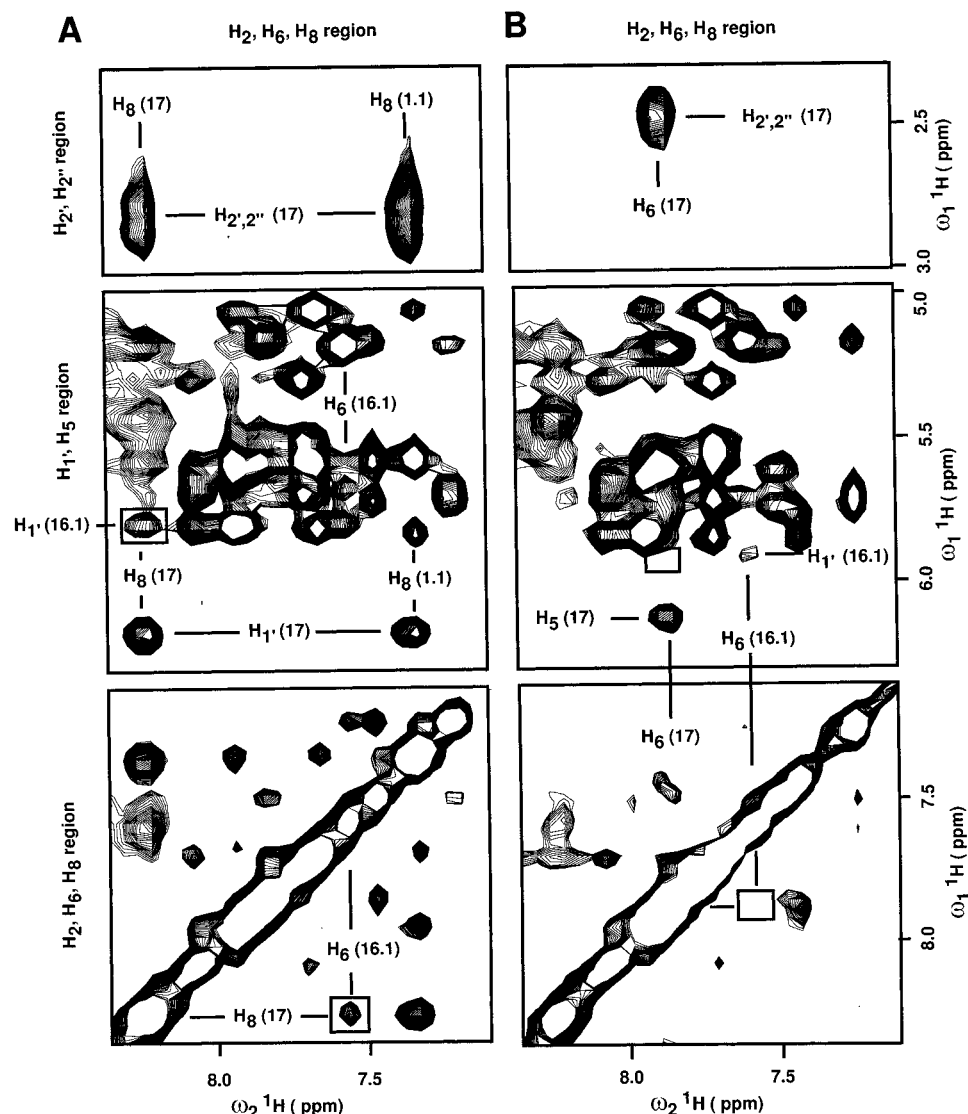 A
H2, H6, H8 region
B
H2, H6, H8 region
H2', H2" region
H8 (17)
H8 (1.1)
H2',2" (17)
H2',2" (17)
H6 (17)
2.5
3.0
ω1 1H ( ppm)
H1', H5 region
H6 (16.1)
H1' (16.1)
H8 (17)
H8 (1.1)
H1' (17)
H1' (16.1)
H5 (17)
H6 (16.1)
5.0
5.5
6.0
ω1 1H ( ppm)
H2, H6, H8 region
H6 (16.1)
H8 (17)
H6 (17)
7.5
8.0
ω1 1H ( ppm)
8.0
7.5
ω2 1H ( ppm)
8.0
7.5
ω2 1H ( ppm)